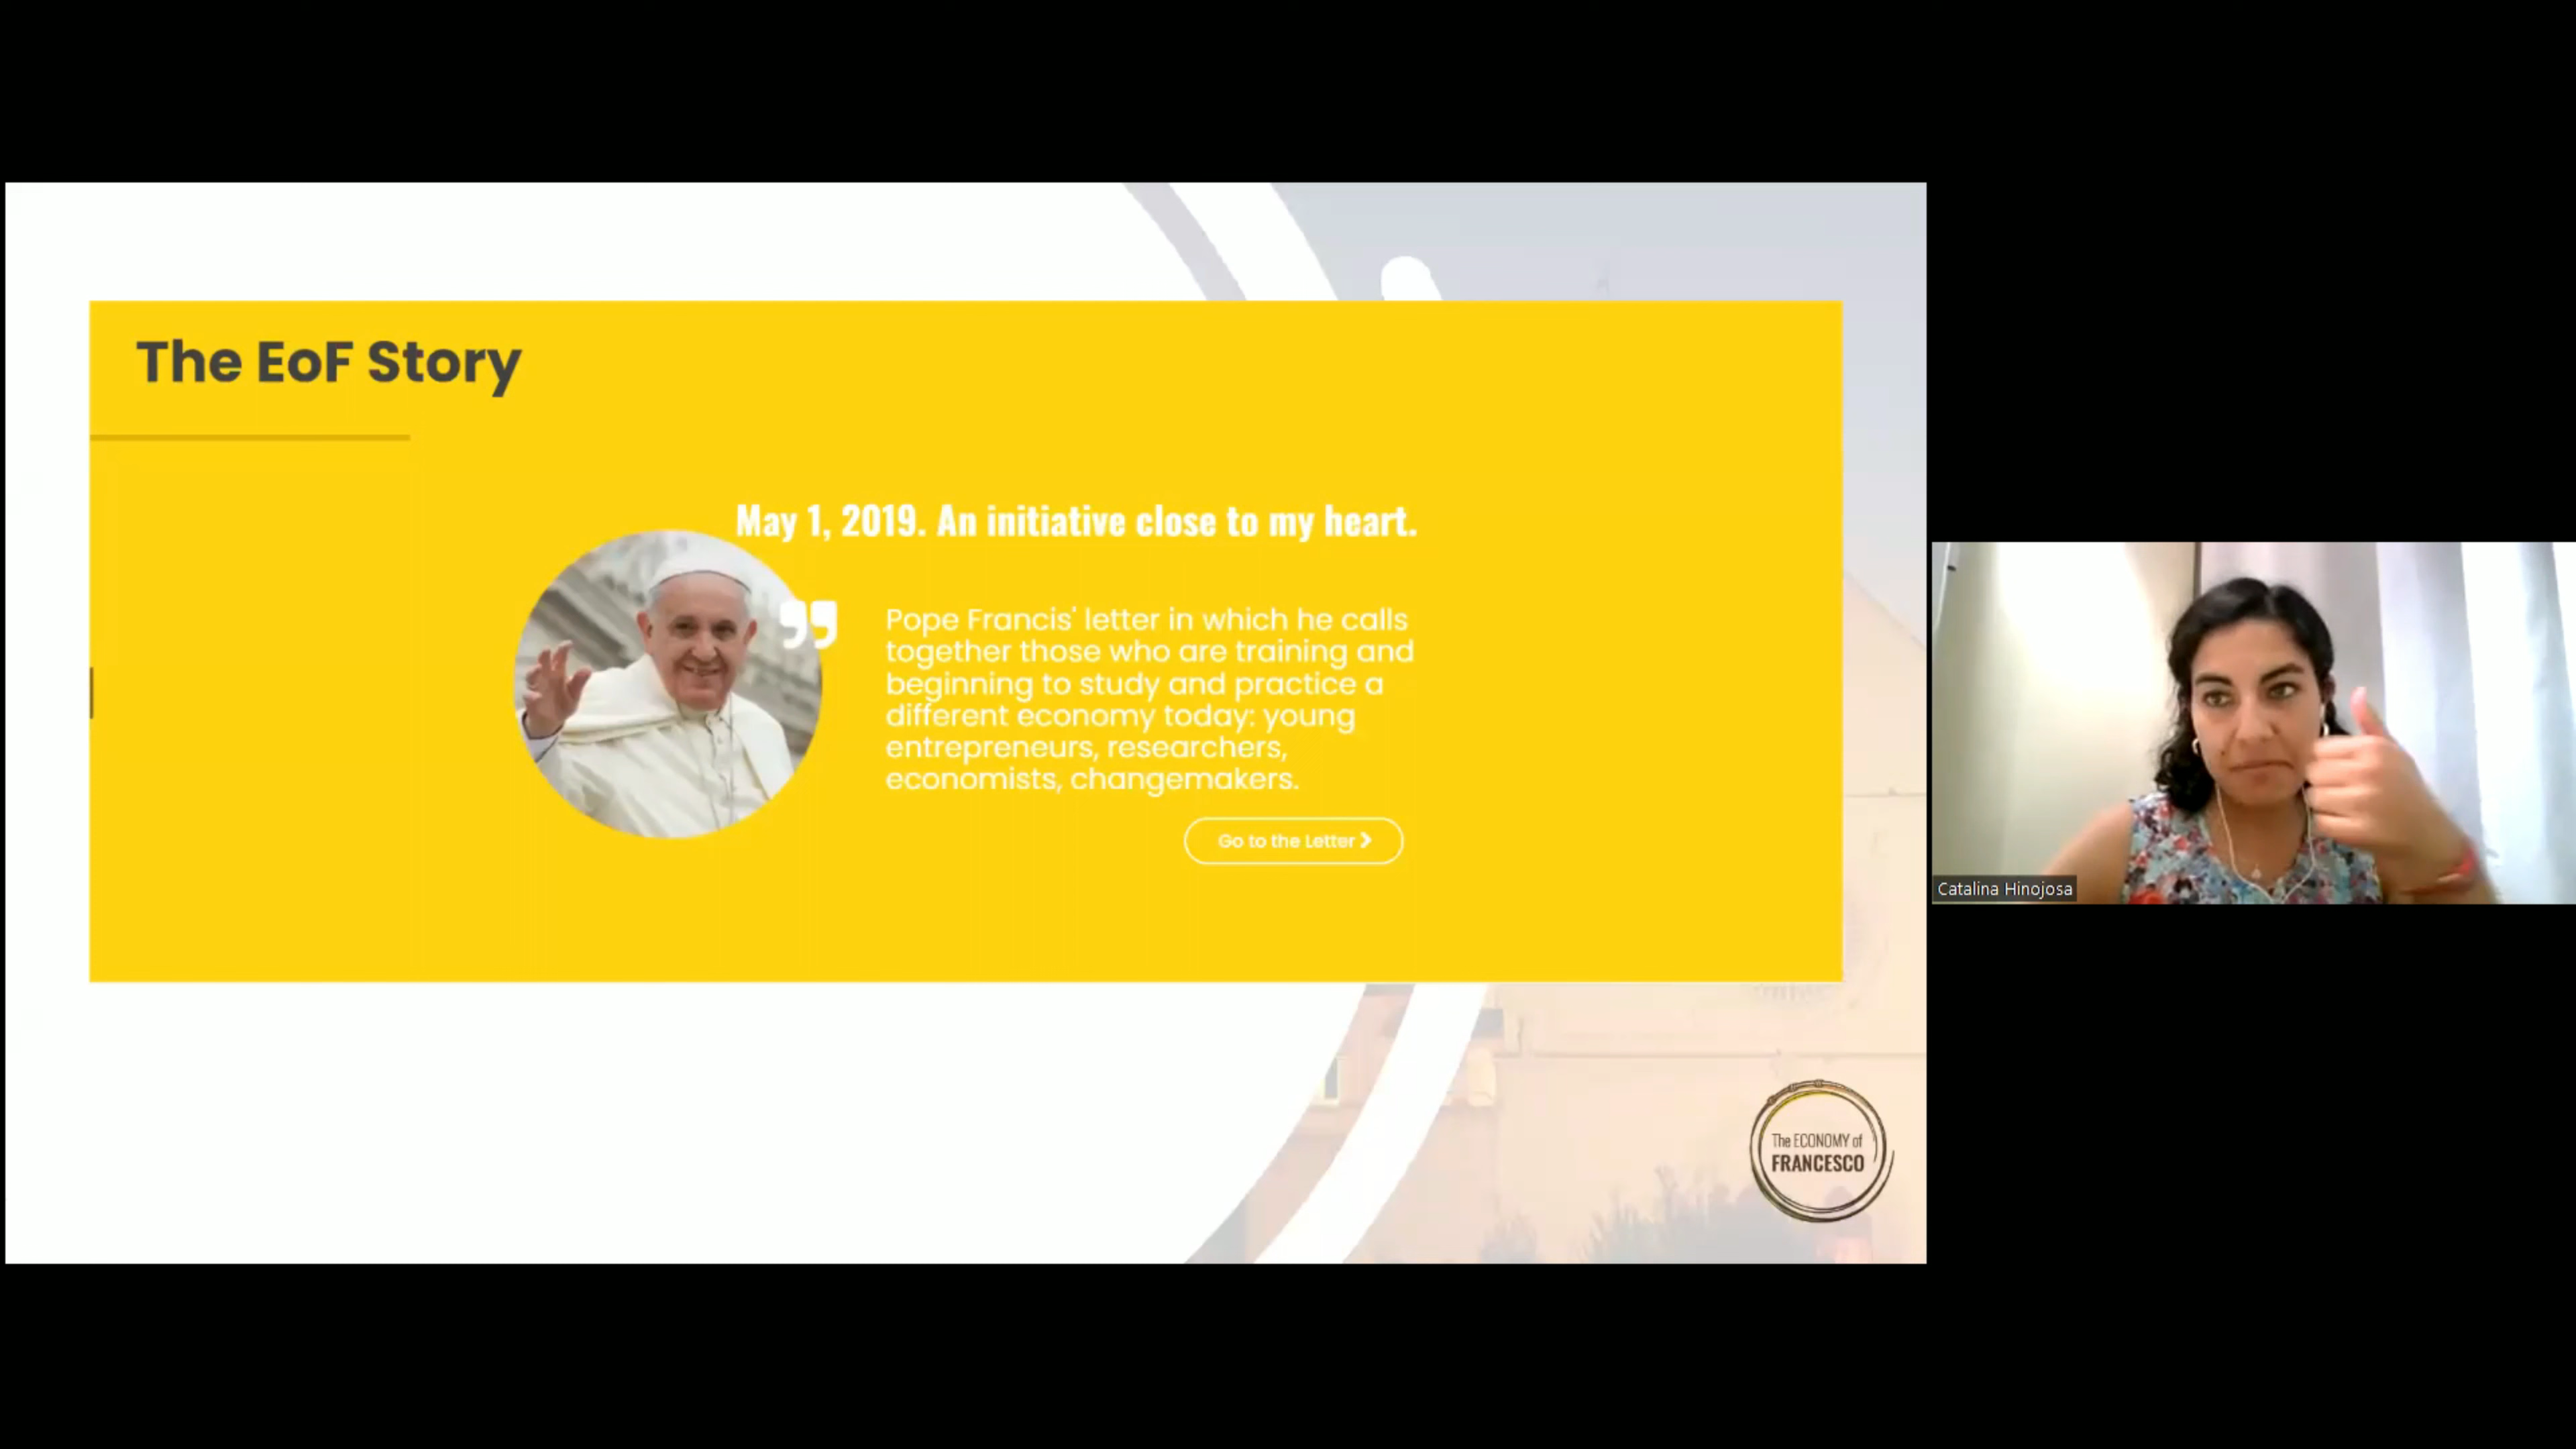 The EoF Story
May 1, 2019. An initiative close to my heart.
Pope Francis' letter in which he calls
together those who are training and
beginning to study and practice a
different economy today: young
entrepreneurs, researchers,
economists, changemakers.
Go to the Letter
The ECONOMY of
FRANCESCO
Catalina Hinojosa